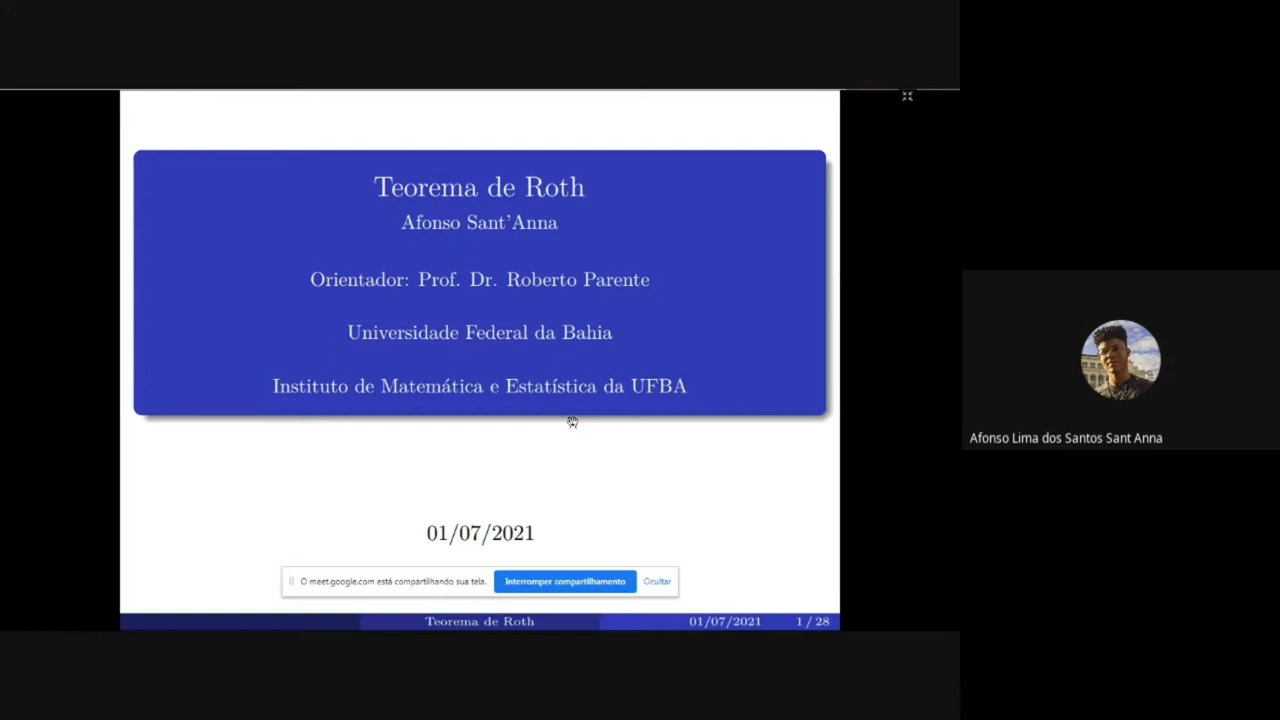 Teorema de Roth
Afonso Sant'Anna
Orientador: Prof. Dr. Roberto Parente
Universidade Federal da Bahia
Instituto de Matemática e Estatística da UFBA
01/07/2021
O meet.google.com está compartilhando sua tela. Interromper compartilhamento Ocultar
Teorema de Roth 01/07/2021 1 / 28
Afonso Lima dos Santos Sant Anna